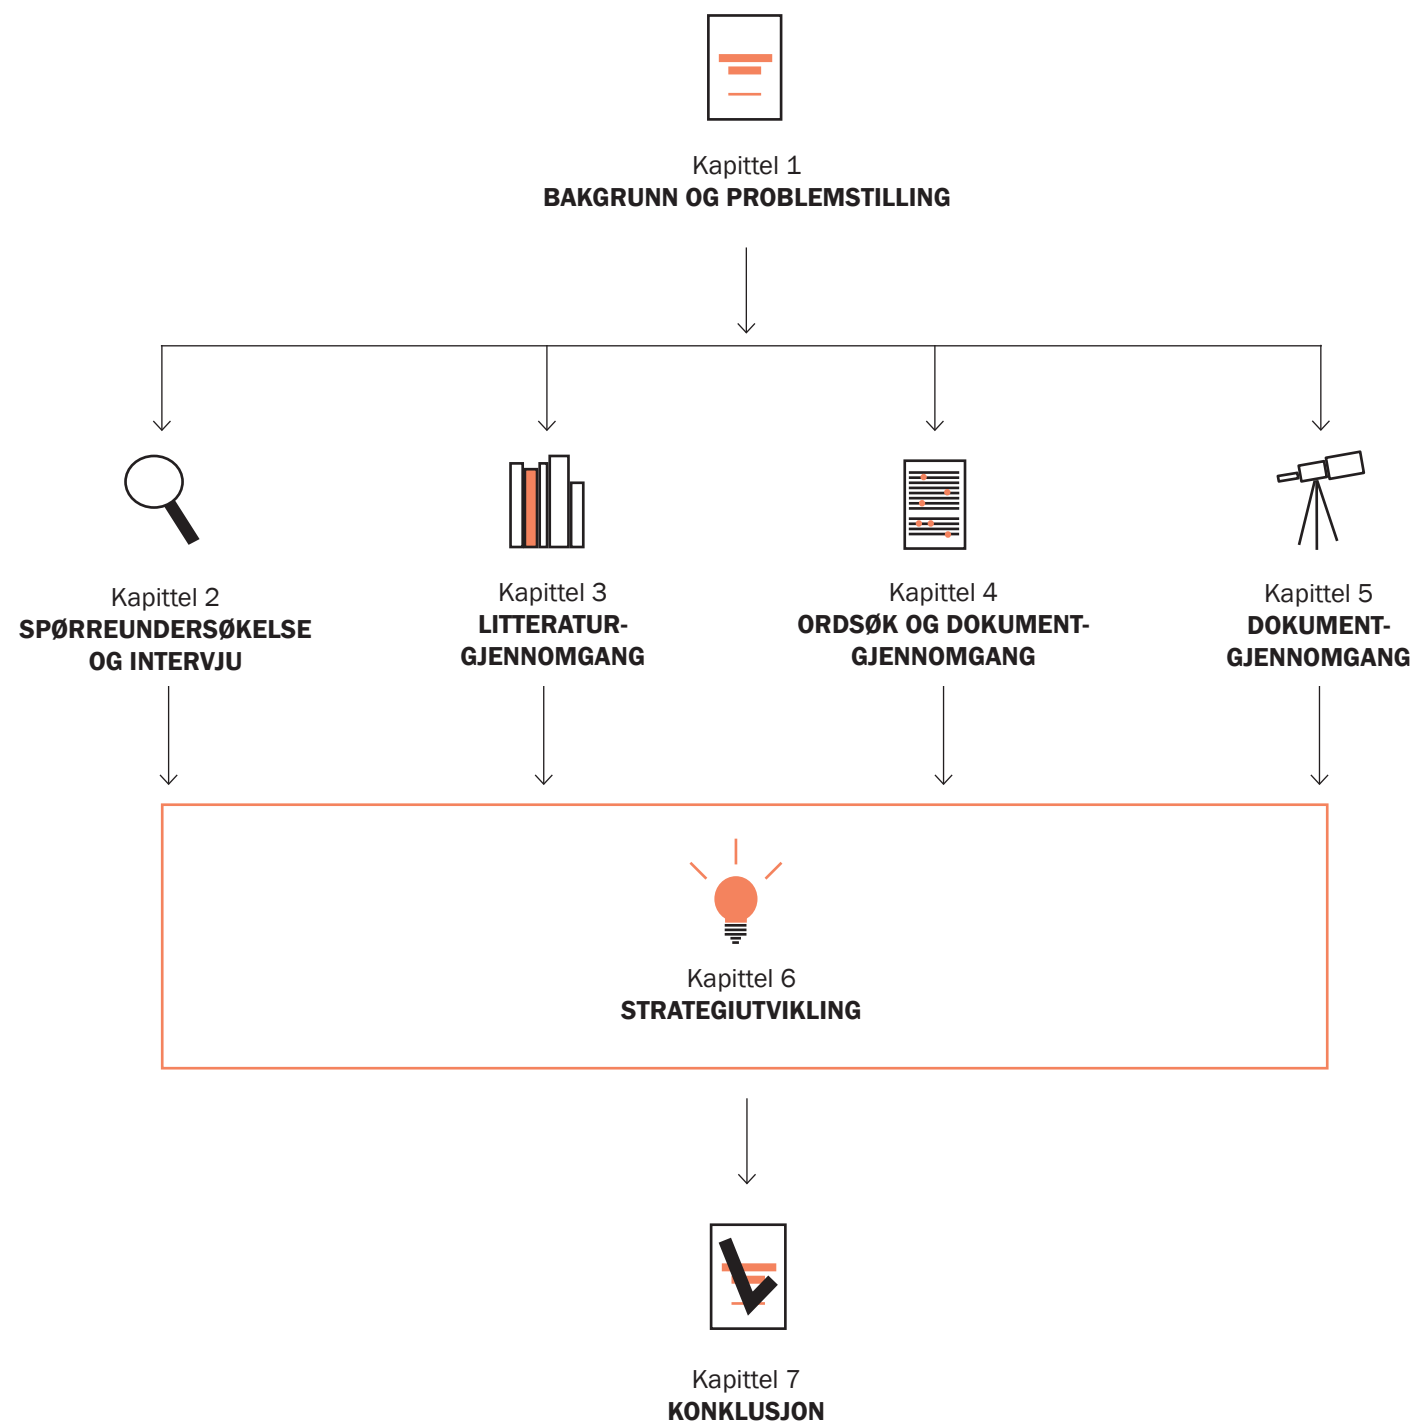 Kapittel 1
BAKGRUNN OG PROBLEMSTILLING
Kapittel 2
SPØRREUNDERSØKELSE
OG INTERVJU
Kapittel 3
LITTERATUR-
GJENNOMGANG
Kapittel 4
ORDSØK OG DOKUMENT-
GJENNOMGANG
Kapittel 5
DOKUMENT-
GJENNOMGANG
Kapittel 6
STRATEGIUTVIKLING
Kapittel 7
KONKLUSJON